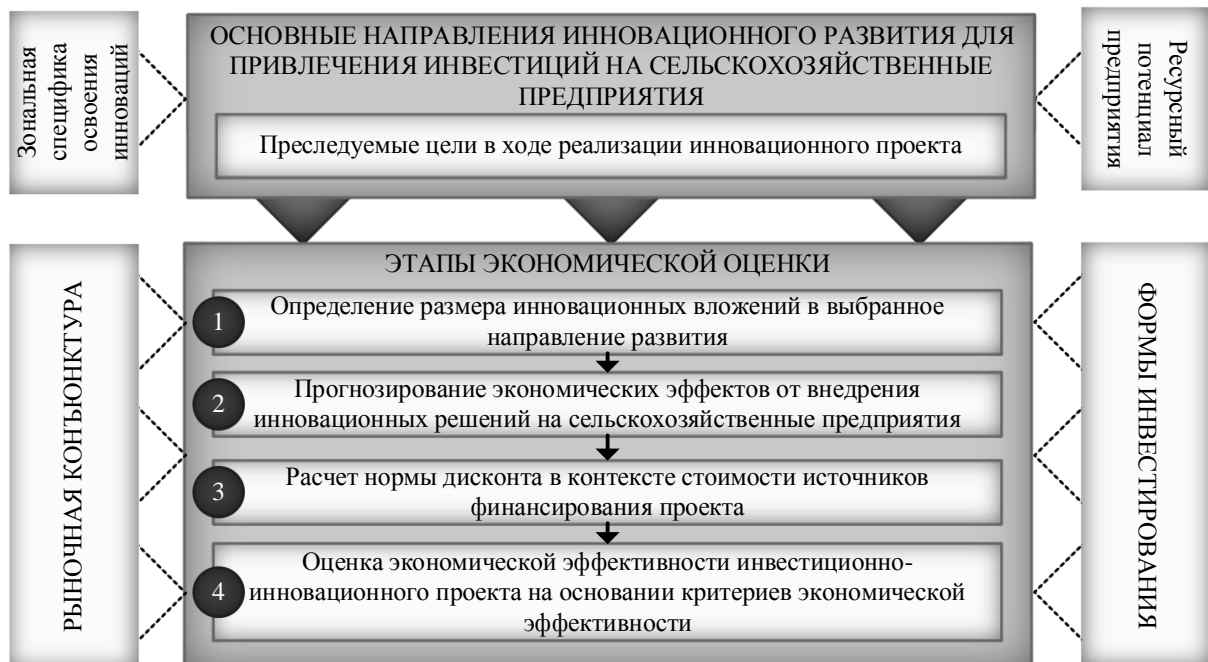 Зональная
специфика
освоения
инноваций
ОСНОВНЫЕ НАПРАВЛЕНИЯ ИННОВАЦИОННОГО РАЗВИТИЯ ДЛЯ
ПРИВЛЕЧЕНИЯ ИНВЕСТИЦИЙ НА СЕЛЬСКОХОЗЯЙСТВЕННЫЕ
ПРЕДПРИЯТИЯ
Преследуемые цели в ходе реализации инновационного проекта
Ресурсный
потенциал
предприятия
РЫНОЧНАЯ КОНЪЮНКТУРА
ЭТАПЫ ЭКОНОМИЧЕСКОЙ ОЦЕНКИ
1
Определение размера инновационных вложений в выбранное
направление развития
2
Прогнозирование экономических эффектов от внедрения
инновационных решений на сельскохозяйственные предприятия
3
Расчет нормы дисконта в контексте стоимости источников
финансирования проекта
4
Оценка экономической эффективности инвестиционно-
инновационного проекта на основании критериев экономической
эффективности
ФОРМЫ ИНВЕСТИРОВАНИЯ